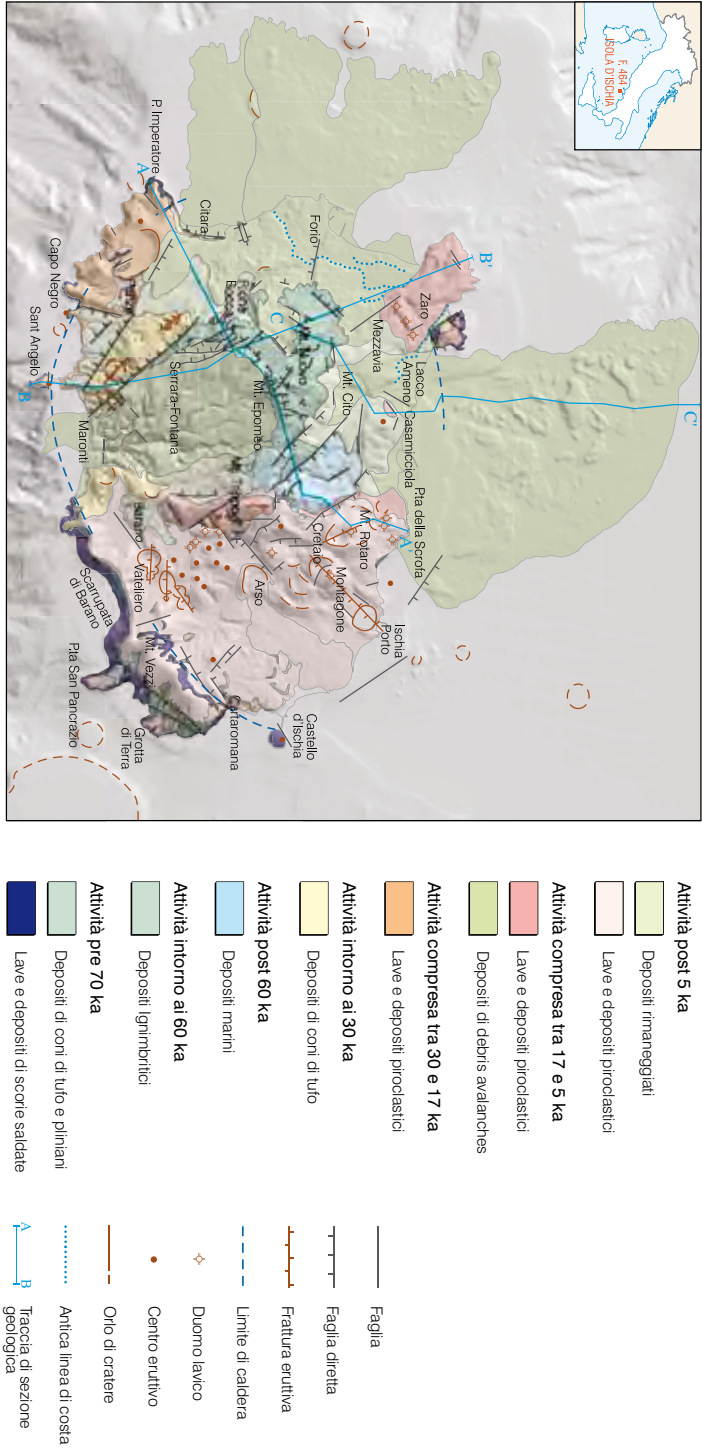 F. 464
ISOLA D'ISCHIA
P. Imperatore
A
Citara
Forio
B'
Zaro
Lacco
Ameno
Mezzavia
C'
C
Mt. Nuovo
Mt. Cito
Casamicciola
P.ta della Scrofa
A'
Mt. Rotaro
Cretaio
Montagnone
Ischia
Porto
Arso
Mt. Epomeo
Serrara-Fontana
Capo Negro
Sant Angelo
B
Maronti
Barano
Vateliero
Scarrupata
di Barano
Mt. Vezzi
P.ta San Pancrazio
Grotta
di Terra
Cartaromana
Castello
d'Ischia
Attività post 5 ka
Depositi rimaneggiati
Lave e depositi piroclastici
Attività compresa tra 17 e 5 ka
Lave e depositi piroclastici
Depositi di debris avalanches
Attività compresa tra 30 e 17 ka
Lave e depositi piroclastici
Attività intorno ai 30 ka
Depositi di coni di tufo
Attività post 60 ka
Depositi marini
Attività intorno ai 60 ka
Depositi Ignimbritici
Attività pre 70 ka
Depositi di coni di tufo e pliniani
Lave e depositi di scorie saldate
Faglia
Faglia diretta
Frattura eruttiva
Limite di caldera
Duomo lavico
Centro eruttivo
Orlo di cratere
Antica linea di costa
A B
Traccia di sezione
geologica